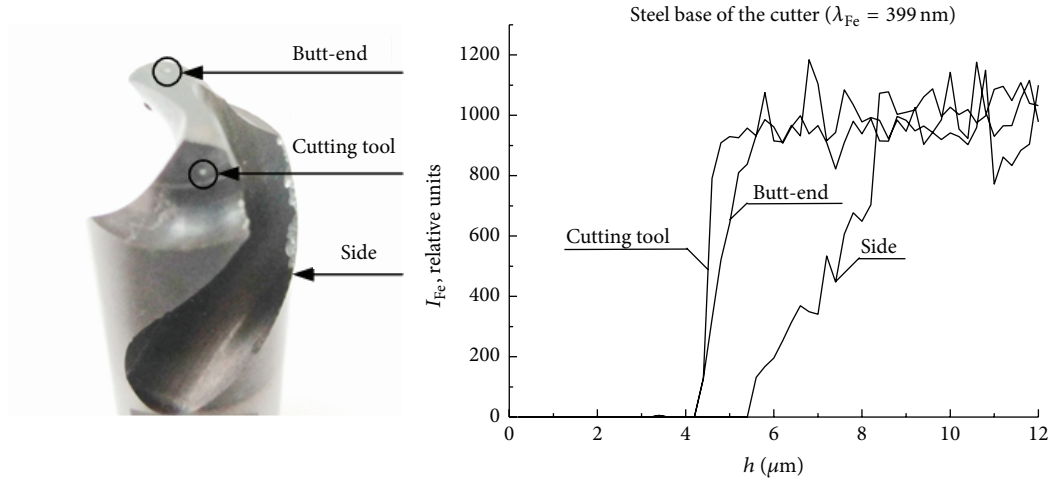 Butt-end
Cutting tool
Side
Steel base of the cutter (λFe = 399 nm)
IFe, relative units
1200
1000
800
600
400
200
0
Butt-end
Cutting tool
Side
0 2 4 6 8 10 12
h (μm)